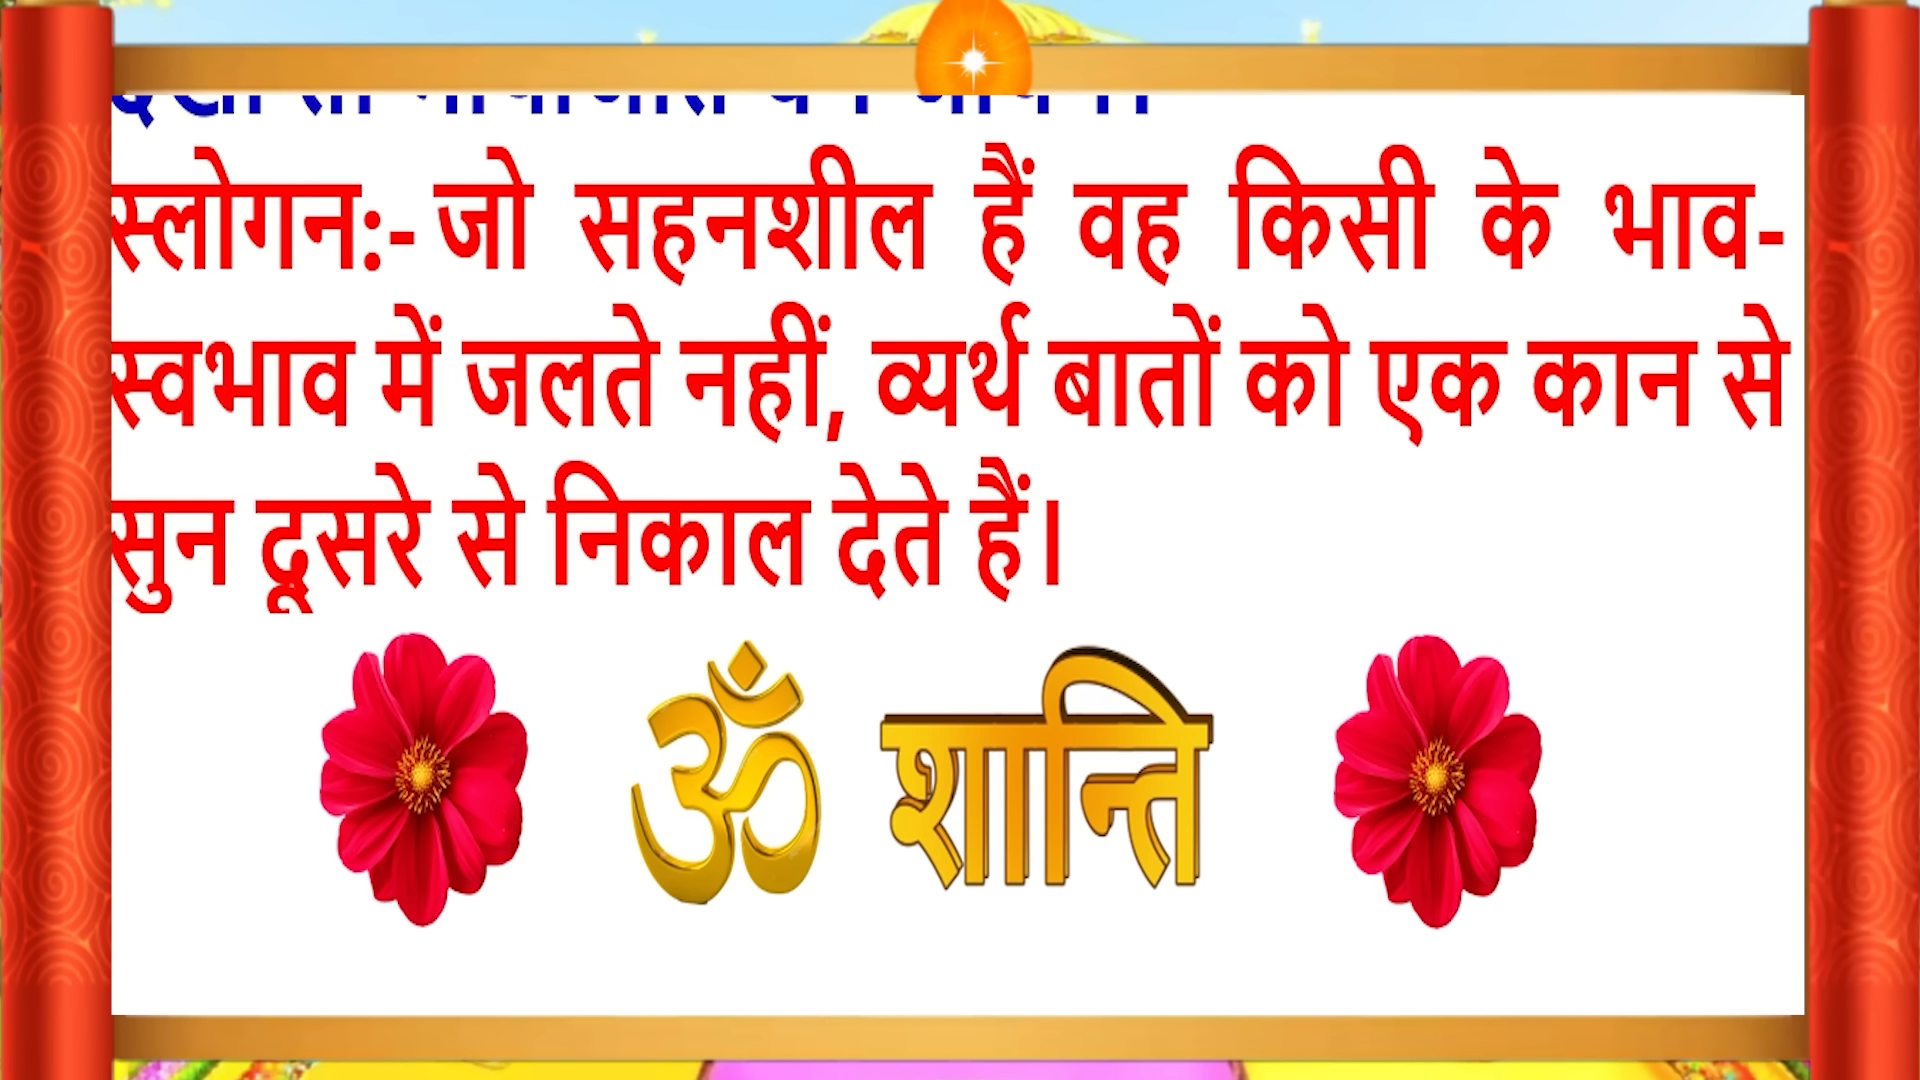 स्लोगन:- जो सहनशील हैं वह किसी के भाव-
स्वभाव में जलते नहीं, व्यर्थ बातों को एक कान से
सुन दूसरे से निकाल देते हैं।
ॐ शान्ति